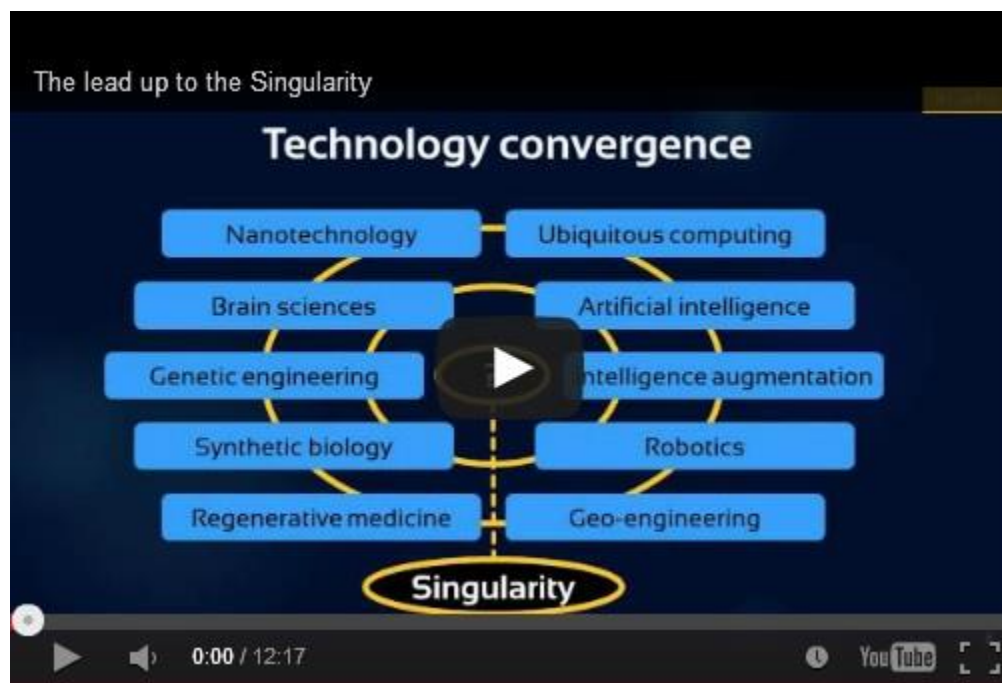 The lead up to the Singularity
Technology convergence
Nanotechnology Ubiquitous computing
Brain sciences Artificial intelligence
Genetic engineering Intelligence augmentation
Synthetic biology Robotics
Regenerative medicine Geo-engineering
Singularity
0:00 / 12:17 YouTube